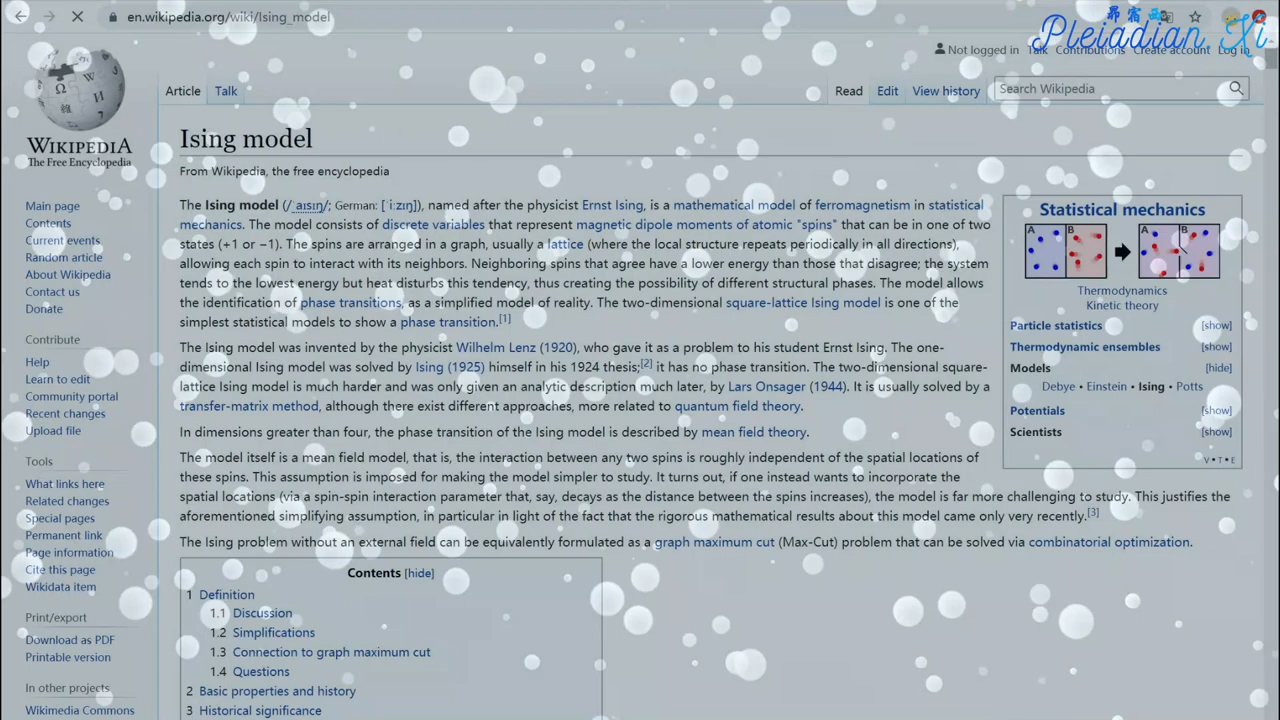 en.wikipedia.org/wiki/Ising_model
昴宿西
Pleiadian Xi
Not logged in Talk Contributions Create account Log in
Article Talk Read Edit View history Search Wikipedia
WIKIPEDIA
The Free Encyclopedia
Ising model
From Wikipedia, the free encyclopedia
Main page
Contents
Current events
Random article
About Wikipedia
Contact us
Donate
Contribute
Help
Learn to edit
Community portal
Recent changes
Upload file
Tools
What links here
Related changes
Special pages
Permanent link
Page information
Cite this page
Wikidata item
Print/export
Download as PDF
Printable version
In other projects
Wikimedia Commons
The Ising model (/ˈaɪsɪŋ/; German: [ˈiːzɪŋ]), named after the physicist Ernst Ising, is a mathematical model of ferromagnetism in statistical
mechanics. The model consists of discrete variables that represent magnetic dipole moments of atomic "spins" that can be in one of two
states (+1 or −1). The spins are arranged in a graph, usually a lattice (where the local structure repeats periodically in all directions),
allowing each spin to interact with its neighbors. Neighboring spins that agree have a lower energy than those that disagree; the system
tends to the lowest energy but heat disturbs this tendency, thus creating the possibility of different structural phases. The model allows
the identification of phase transitions, as a simplified model of reality. The two-dimensional square-lattice Ising model is one of the
simplest statistical models to show a phase transition.[1]
The Ising model was invented by the physicist Wilhelm Lenz (1920), who gave it as a problem to his student Ernst Ising. The one-
dimensional Ising model was solved by Ising (1925) himself in his 1924 thesis;[2] it has no phase transition. The two-dimensional square-
lattice Ising model is much harder and was only given an analytic description much later, by Lars Onsager (1944). It is usually solved by a
transfer-matrix method, although there exist different approaches, more related to quantum field theory.
In dimensions greater than four, the phase transition of the Ising model is described by mean field theory.
The model itself is a mean field model, that is, the interaction between any two spins is roughly independent of the spatial locations of
these spins. This assumption is imposed for making the model simpler to study. It turns out, if one instead wants to incorporate the
spatial locations (via a spin-spin interaction parameter that, say, decays as the distance between the spins increases), the model is far more challenging to study. This justifies the
aforementioned simplifying assumption, in particular in light of the fact that the rigorous mathematical results about this model came only very recently.[3]
The Ising problem without an external field can be equivalently formulated as a graph maximum cut (Max-Cut) problem that can be solved via combinatorial optimization.
Contents [hide]
1 Definition
1.1 Discussion
1.2 Simplifications
1.3 Connection to graph maximum cut
1.4 Questions
2 Basic properties and history
3 Historical significance
Statistical mechanics
A B A B
Thermodynamics
Kinetic theory
Particle statistics [show]
Thermodynamic ensembles [show]
Models [hide]
Debye • Einstein • Ising • Potts
Potentials [show]
Scientists [show]
V • T • E